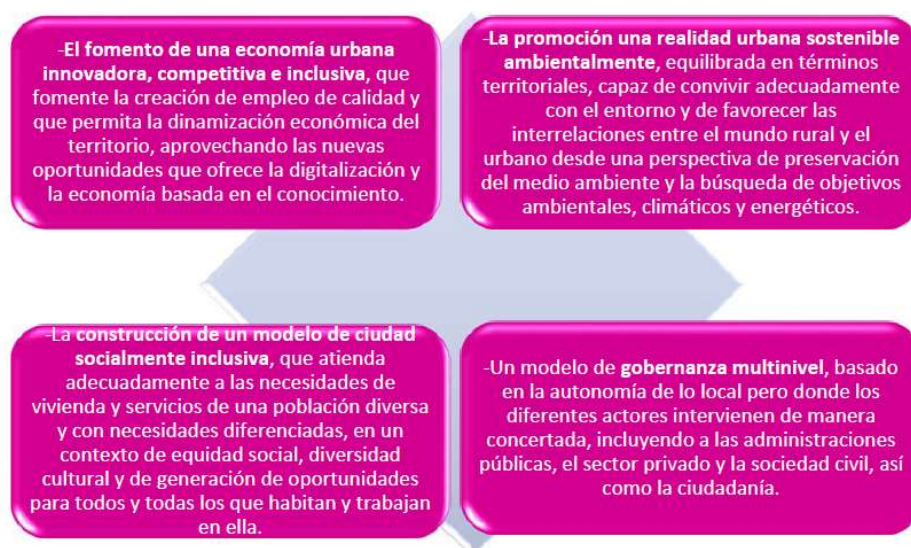 -El fomento de una economía urbana
innovadora, competitiva e inclusiva, que
fomente la creación de empleo de calidad y
que permita la dinamización económica del
territorio, aprovechando las nuevas
oportunidades que ofrece la digitalización y
la economía basada en el conocimiento.
-La promoción una realidad urbana sostenible
ambientalmente, equilibrada en términos
territoriales, capaz de convivir adecuadamente
con el entorno y de favorecer las
interrelaciones entre el mundo rural y el
urbano desde una perspectiva de preservación
del medio ambiente y la búsqueda de objetivos
ambientales, climáticos y energéticos.
-La construcción de un modelo de ciudad
socialmente inclusiva, que atienda
adecuadamente a las necesidades de
vivienda y servicios de una población diversa
y con necesidades diferenciadas, en un
contexto de equidad social, diversidad
cultural y de generación de oportunidades
para todos y todas los que habitan y trabajan
en ella.
-Un modelo de gobernanza multinivel, basado
en la autonomía de lo local pero donde los
diferentes actores intervienen de manera
concertada, incluyendo a las administraciones
públicas, el sector privado y la sociedad civil, así
como la ciudadanía.